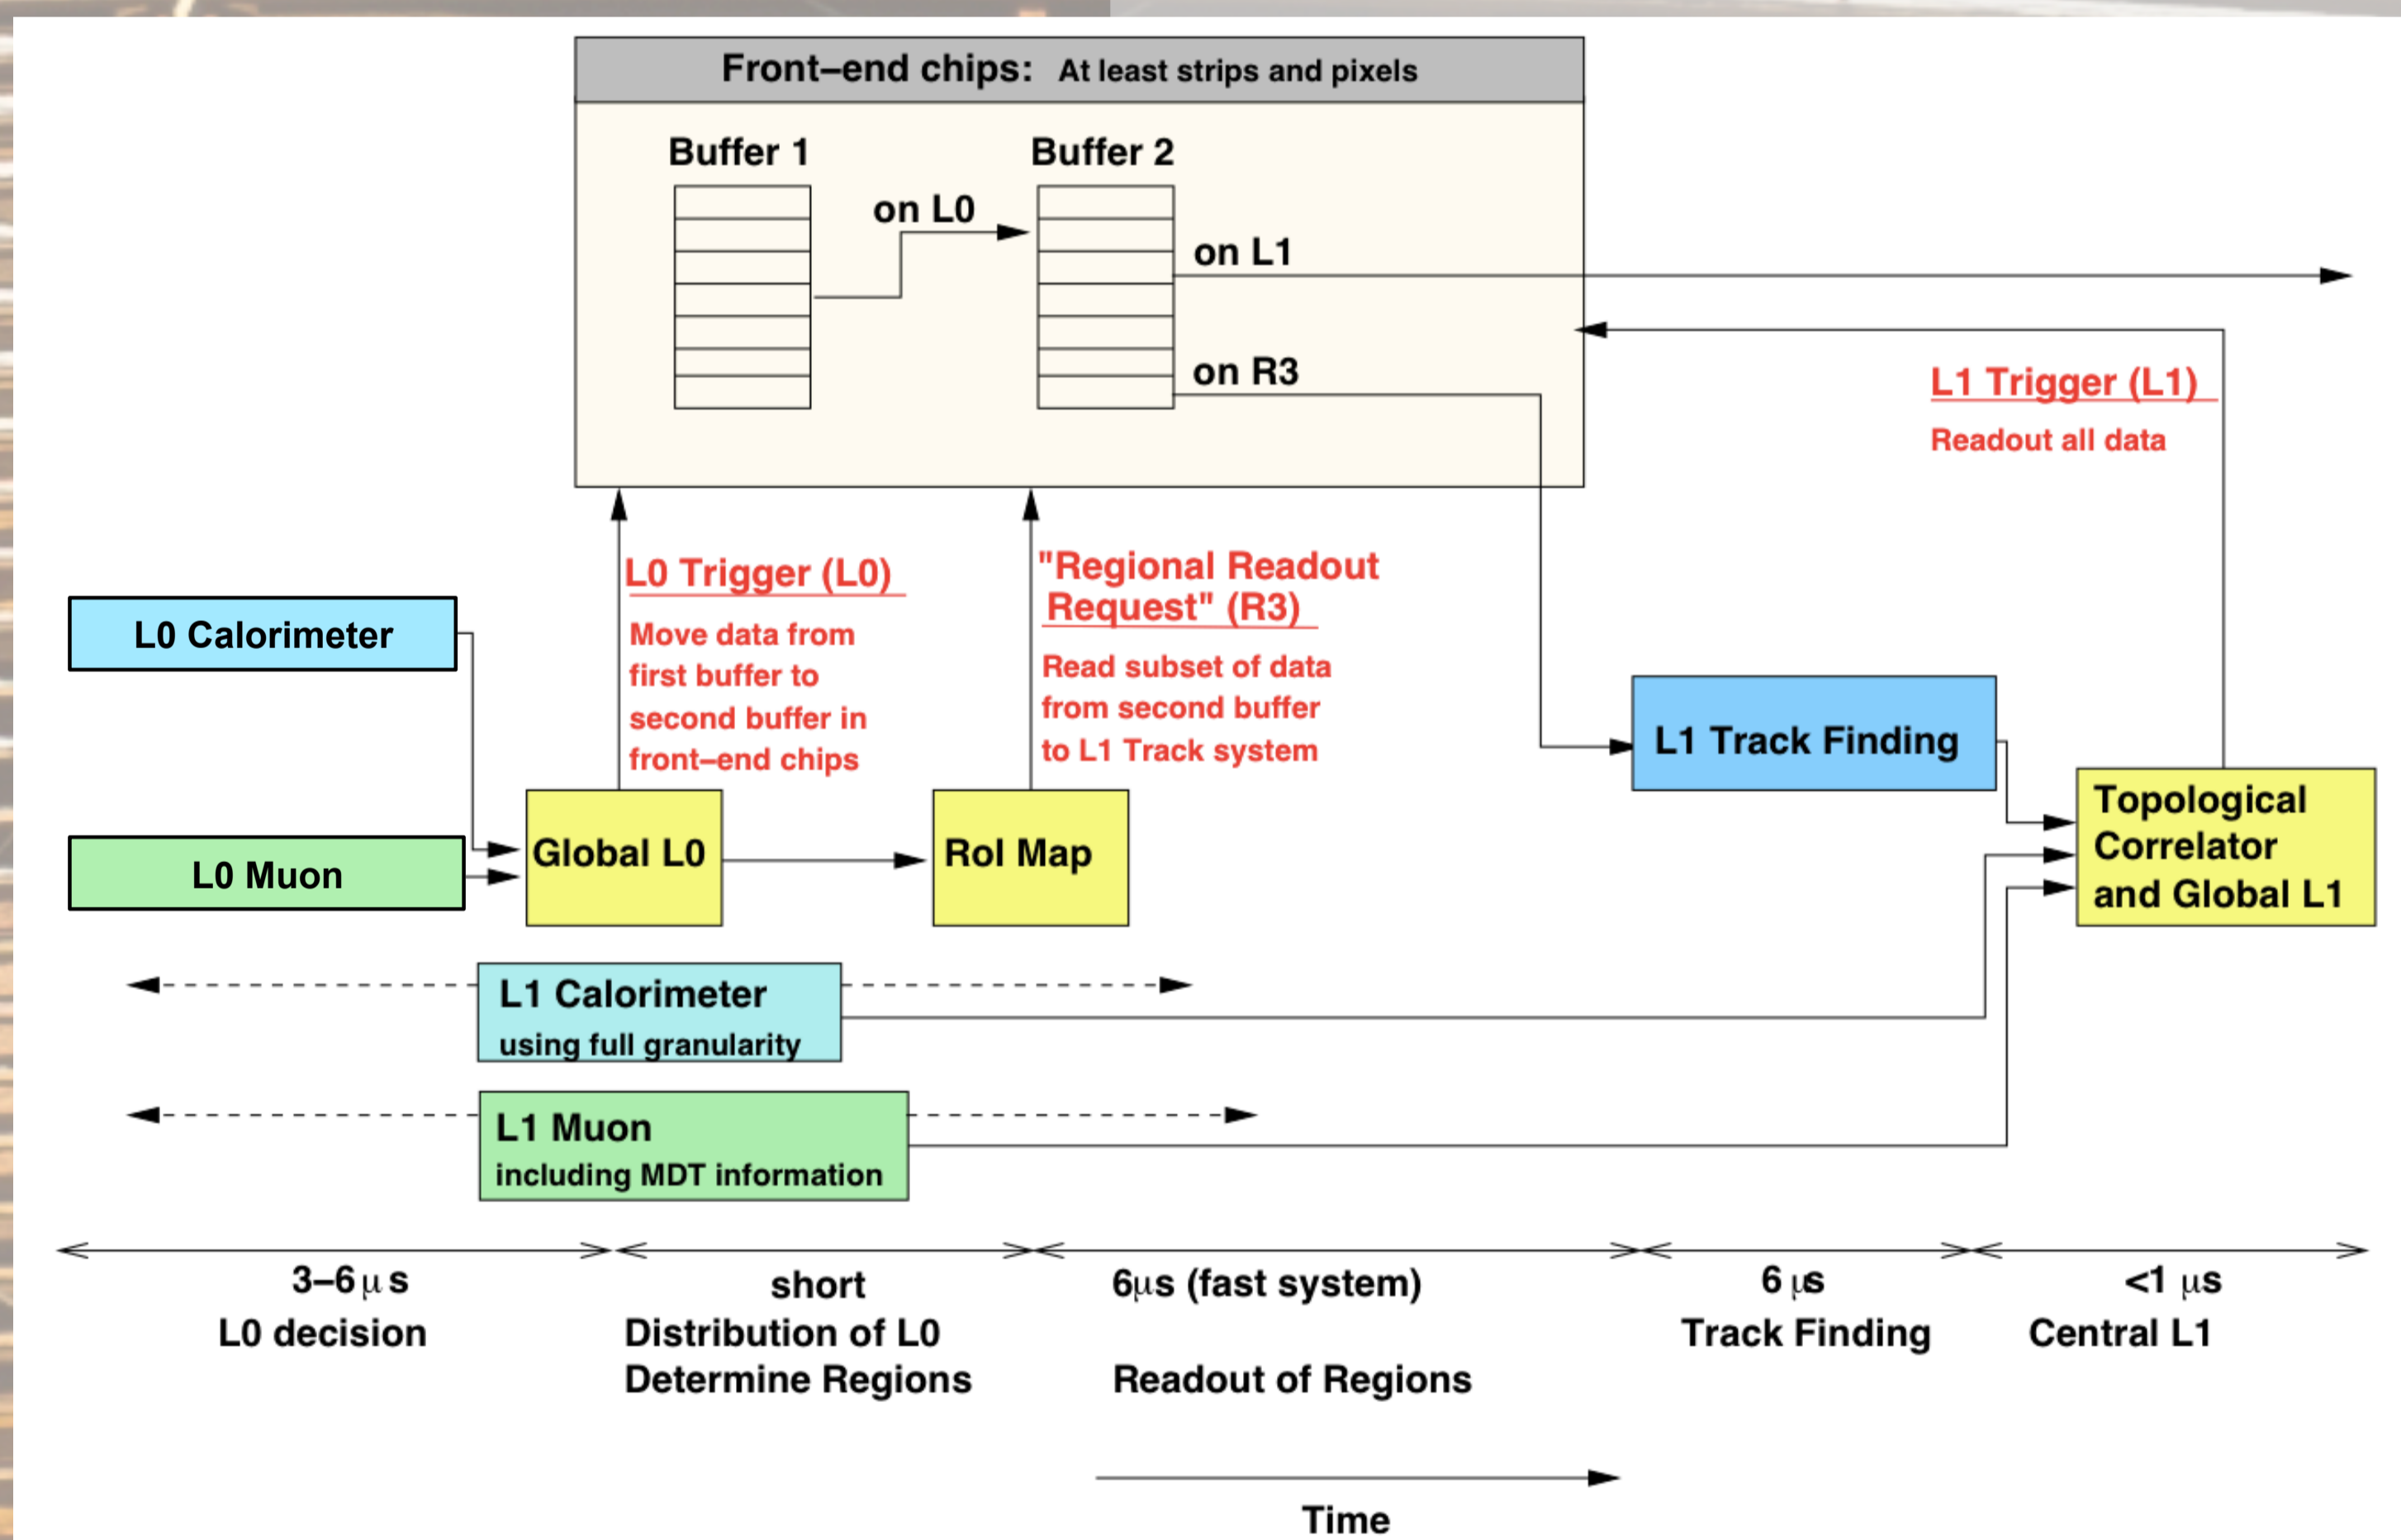 Front–end chips: At least strips and pixels
Buffer 1
Buffer 2
on L0
on L1
on R3
L1 Trigger (L1)
Readout all data
L0 Trigger (L0)
Move data from
first buffer to
second buffer in
front–end chips
"Regional Readout
Request" (R3)
Read subset of data
from second buffer
to L1 Track system
L0 Calorimeter
L0 Muon
Global L0
RoI Map
L1 Track Finding
Topological
Correlator
and Global L1
L1 Calorimeter
using full granularity
L1 Muon
including MDT information
3–6 μs
L0 decision
short
Distribution of L0
Determine Regions
6μs (fast system)
Readout of Regions
6 μs
Track Finding
<1 μs
Central L1
Time